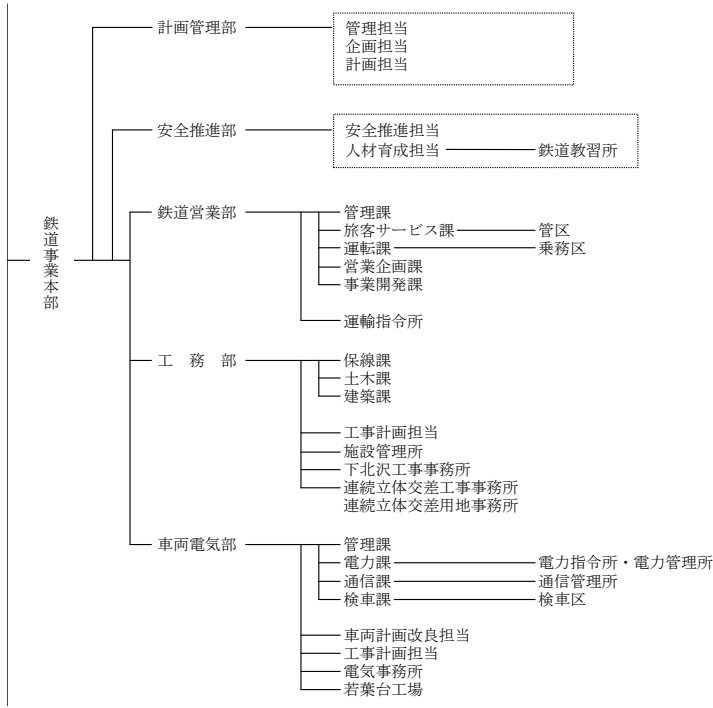 計画管理部
管理担当
企画担当
計画担当
安全推進部
安全推進担当
人材育成担当 鉄道教習所
鉄道事業本部
鉄道営業部
管理課
旅客サービス課 管区
運転課 乗務区
営業企画課
事業開発課
運輸指令所
工務部
保線課
土木課
建築課
工事計画担当
施設管理所
下北沢工事事務所
連続立体交差工事事務所
連続立体交差用地事務所
車両電気部
管理課
電力課 電力指令所・電力管理所
通信課 通信管理所
検車課 検車区
車両計画改良担当
工事計画担当
電気事務所
若葉台工場